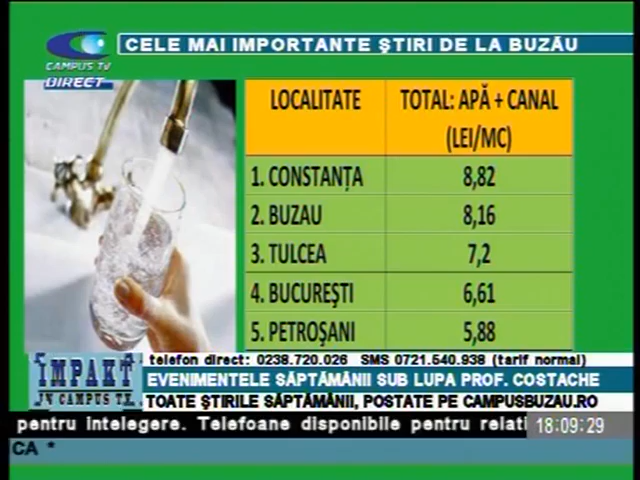 CELE MAI IMPORTANTE ŞTIRI DE LA BUZĂU
CAMPUS TV
DIRECT
LOCALITATE TOTAL: APĂ + CANAL
(LEI/MC)
1. CONSTANȚA 8,82
2. BUZAU 8,16
3. TULCEA 7,2
4. BUCUREŞTI 6,61
5. PETROŞANI 5,88
telefon direct: 0238.720.026 SMS 0721.540.938 (tarif normal)
IMPAKT
IN CAMPUS TV
EVENIMENTELE SĂPTĂMÂNII SUB LUPA PROF. COSTACHE
TOATE ŞTIRILE SĂPTĂMÂNII, POSTATE PE CAMPUSBUZAU.RO
pentru intelegere. Telefoane disponibile pentru relati
18:09:29
CA *